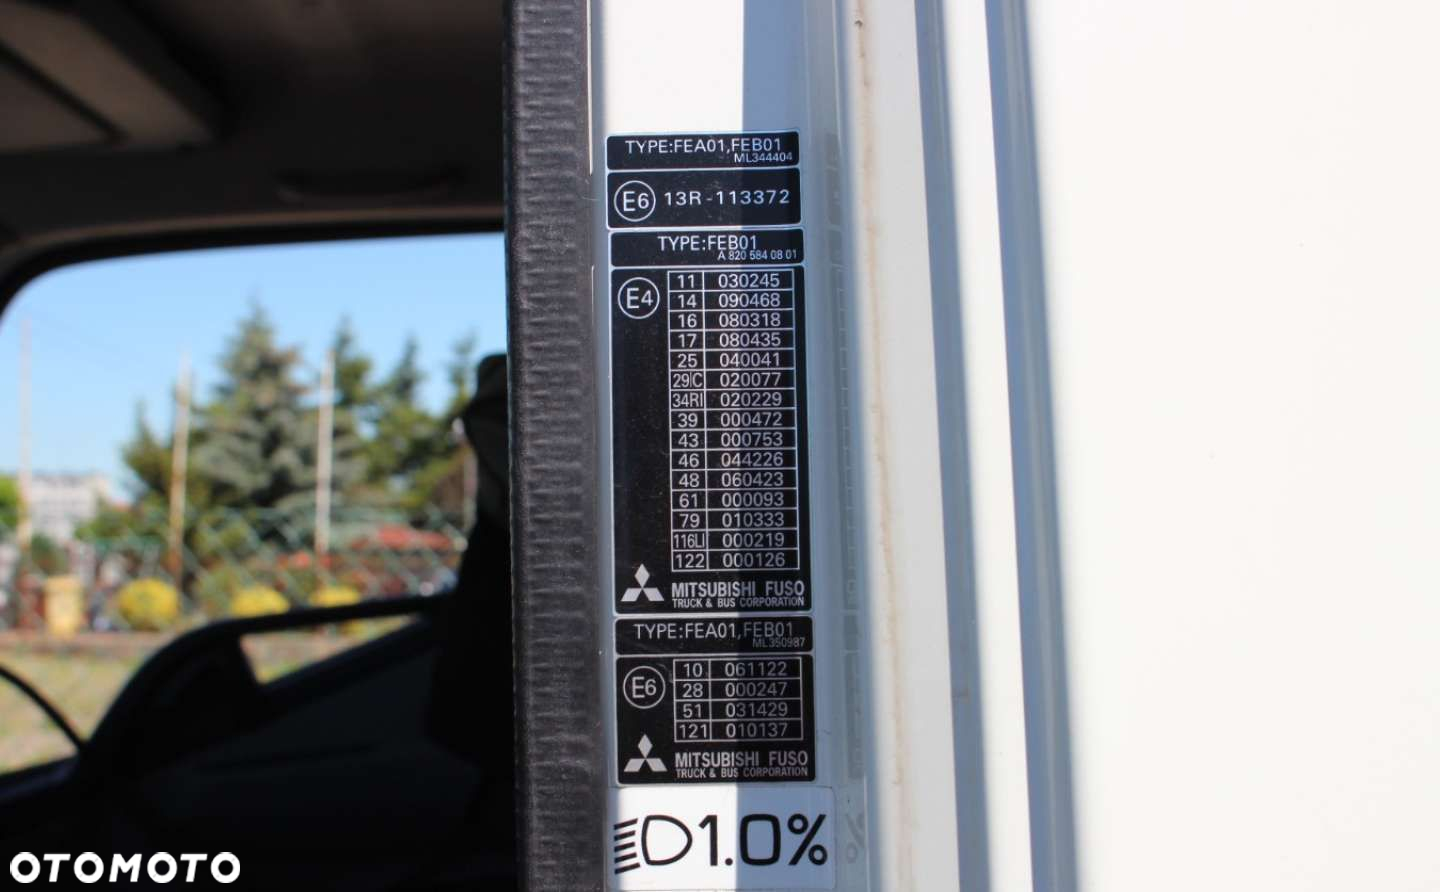 TYPE:FEA01,FEB01
ML344404
E6 13R-113372
TYPE:FEB01
A 820 584 08 01
E4
11 030245
14 090468
16 080318
17 080435
25 040041
29|C 020077
34RI 020229
39 000472
43 000753
46 044226
48 060423
61 000093
79 010333
116LI 000219
122 000126
MITSUBISHI FUSO
TRUCK & BUS CORPORATION
TYPE:FEA01,FEB01
ML350987
E6
10 061122
28 000247
51 031429
121 010137
MITSUBISHI FUSO
TRUCK & BUS CORPORATION
1.0%
OTOMOTO